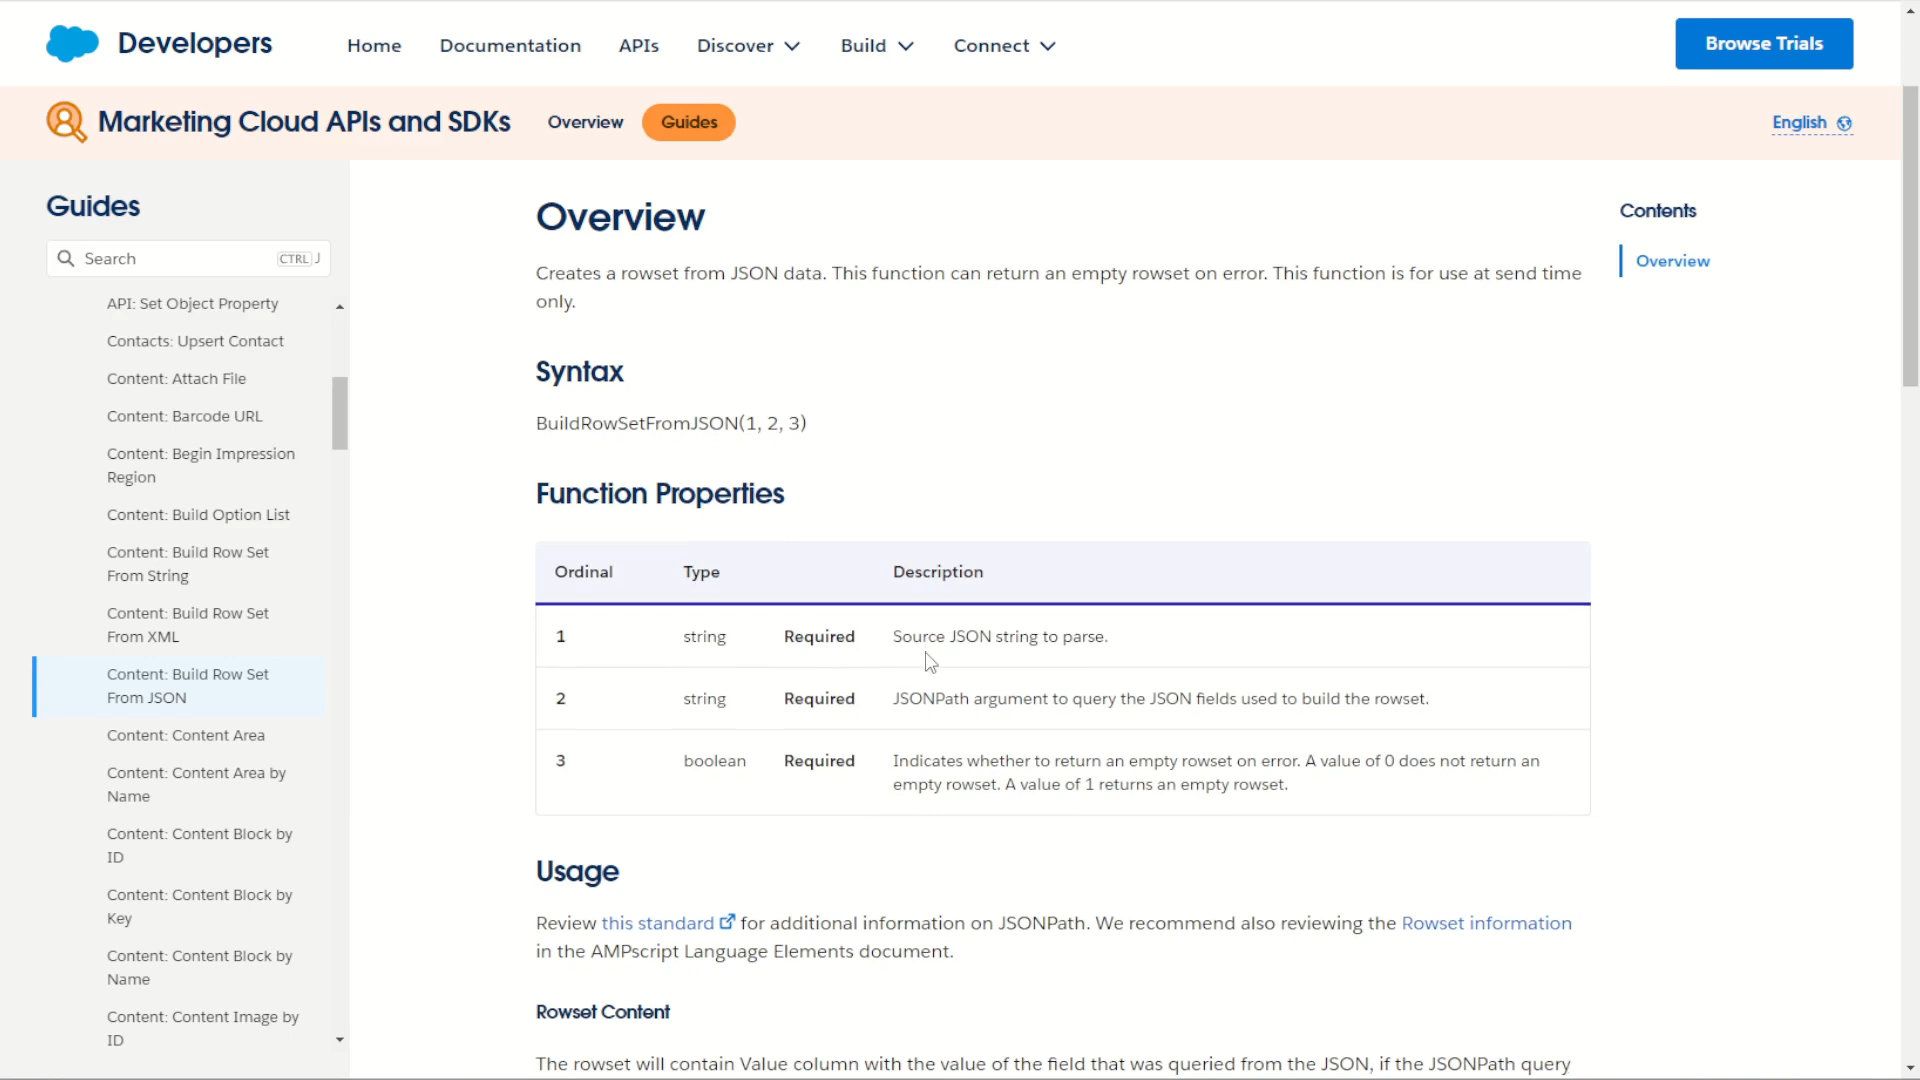 Developers
Home
Documentation
APIs
Discover
Build
Connect
Browse Trials
Marketing Cloud APIs and SDKs
Overview
Guides
English
Guides
Search
CTRL J
API: Set Object Property
Contacts: Upsert Contact
Content: Attach File
Content: Barcode URL
Content: Begin Impression
Region
Content: Build Option List
Content: Build Row Set
From String
Content: Build Row Set
From XML
Content: Build Row Set
From JSON
Content: Content Area
Content: Content Area by
Name
Content: Content Block by
ID
Content: Content Block by
Key
Content: Content Block by
Name
Content: Content Image by
ID
Overview
Creates a rowset from JSON data. This function can return an empty rowset on error. This function is for use at send time
only.
Syntax
BuildRowSetFromJSON(1, 2, 3)
Function Properties
Ordinal Type Description
1 string Required Source JSON string to parse.
2 string Required JSONPath argument to query the JSON fields used to build the rowset.
3 boolean Required Indicates whether to return an empty rowset on error. A value of 0 does not return an
empty rowset. A value of 1 returns an empty rowset.
Usage
Review this standard for additional information on JSONPath. We recommend also reviewing the Rowset information
in the AMPscript Language Elements document.
Rowset Content
The rowset will contain Value column with the value of the field that was queried from the JSON, if the JSONPath query
Contents
Overview